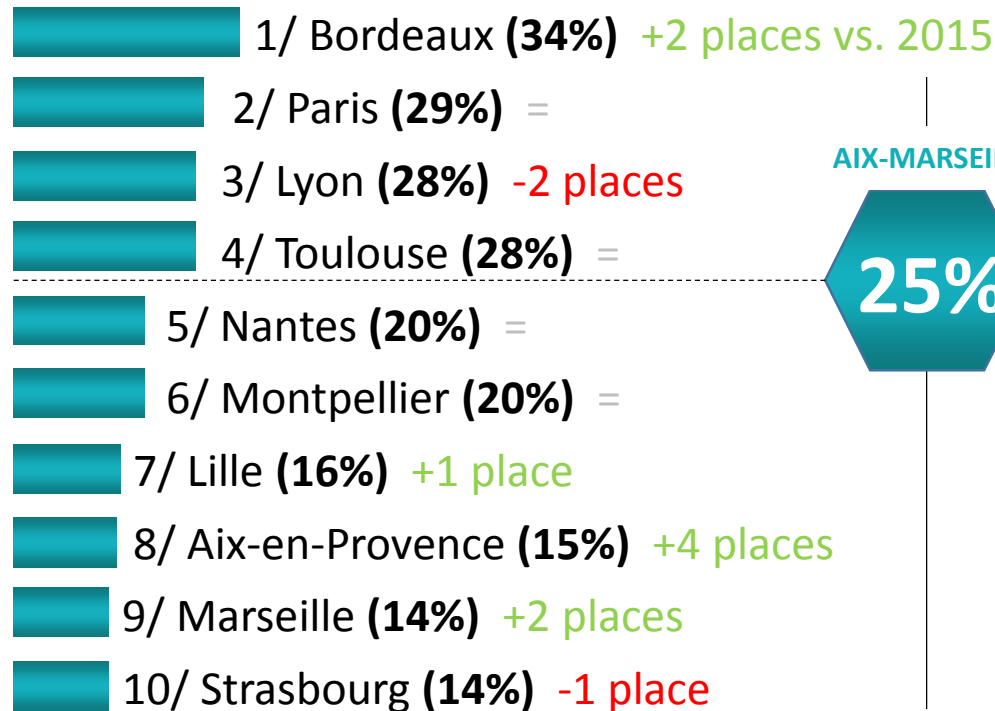 1/ Bordeaux (34%) +2 places vs. 2015
2/ Paris (29%) =
3/ Lyon (28%) -2 places
4/ Toulouse (28%) =
5/ Nantes (20%) =
6/ Montpellier (20%) =
7/ Lille (16%) +1 place
8/ Aix-en-Provence (15%) +4 places
9/ Marseille (14%) +2 places
10/ Strasbourg (14%) -1 place
AIX-MARSEI
25%